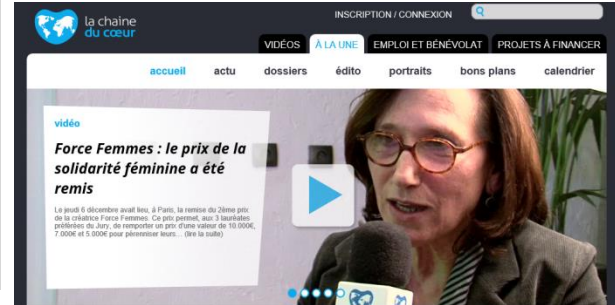 la chaine
du cœur
INSCRIPTION / CONNEXION
VIDÉOS À LA UNE EMPLOI ET BÉNÉVOLAT PROJETS À FINANCER
accueil actu dossiers édito portraits bons plans calendrier
vidéo
Force Femmes : le prix de la
solidarité féminine a été
remis
Le jeudi 6 décembre avait lieu, à Paris, la remise du 2ème prix
de la créatrice Force Femmes. Ce prix permet, aux 3 lauréates
préférées du Jury, de remporter un prix d'une valeur de 10.000€,
7.000€ et 5.000€ pour pérenniser leurs... (lire la suite)